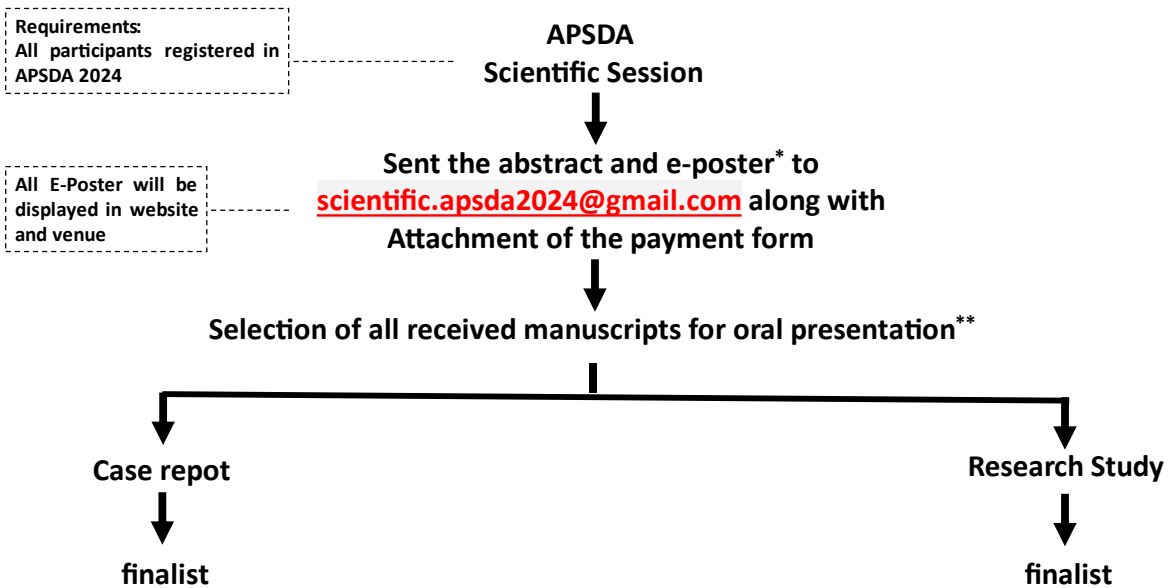 Requirements:
All participants registered in
APSDA 2024
APSDA
Scientific Session
All E-Poster will be
displayed in website
and venue
Sent the abstract and e-poster* to
scientific.apsda2024@gmail.com along with
Attachment of the payment form
Selection of all received manuscripts for oral presentation**
Case repot
Research Study
finalist
finalist